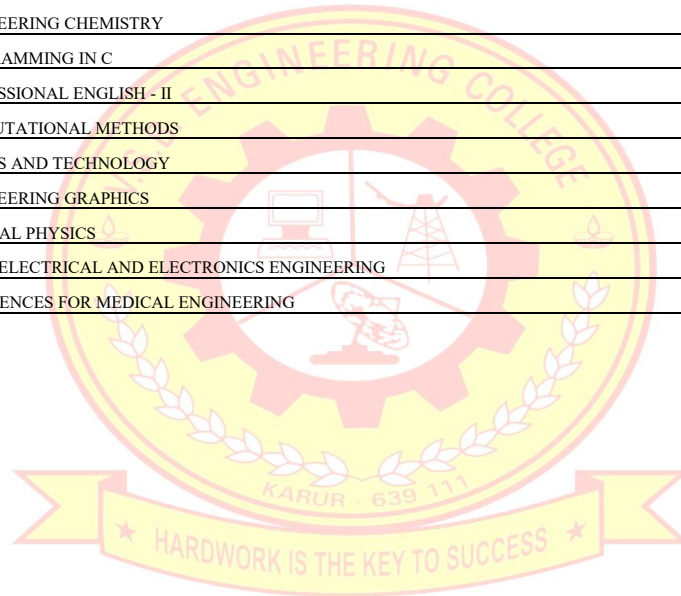 EERING CHEMISTRY
RAMMING IN C
SSIONAL ENGLISH - II
UTATIONAL METHODS
S AND TECHNOLOGY
EERING GRAPHICS
AL PHYSICS
ELECTRICAL AND ELECTRONICS ENGINEERING
ENCES FOR MEDICAL ENGINEERING
ENGINEERING COLLEGE
KARUR - 639 111
HARDWORK IS THE KEY TO SUCCESS